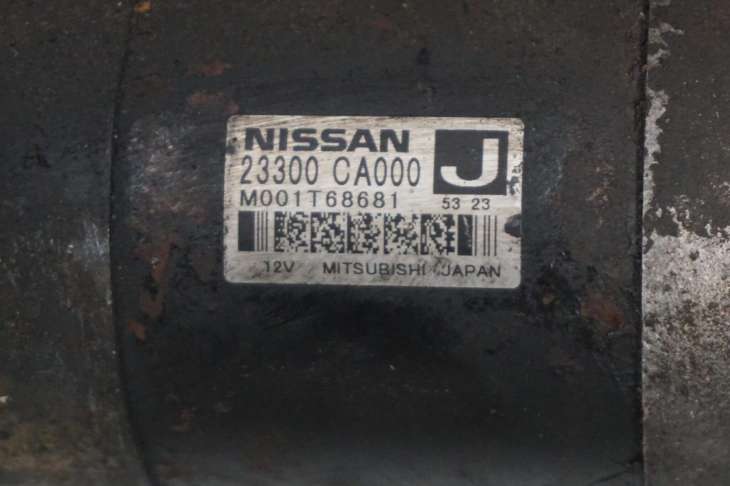 NISSAN
23300 CA000 J
M001T68681 53 23
12V MITSUBISHI JAPAN